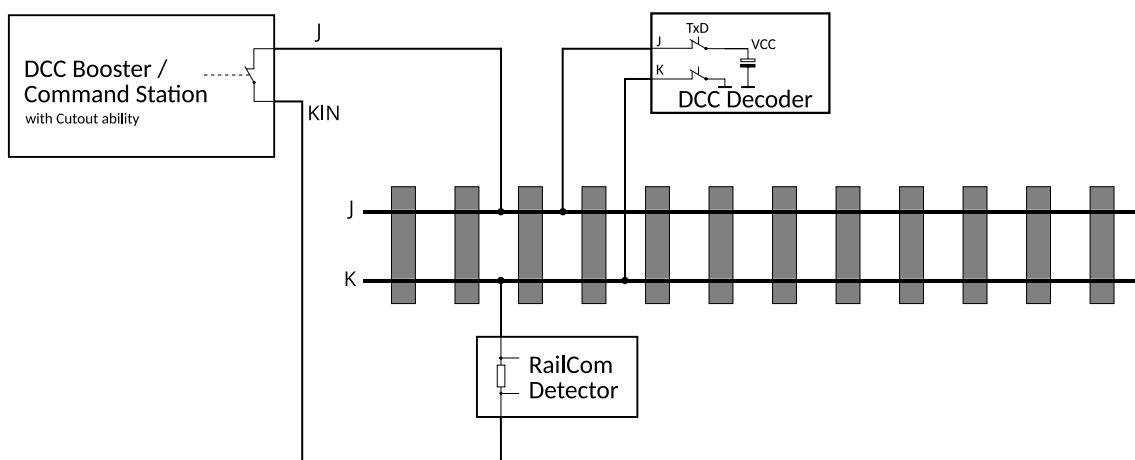 J
DCC Booster /
Command Station
with Cutout ability
KIN
TxD
J
VCC
K
DCC Decoder
J
K
RailCom
Detector